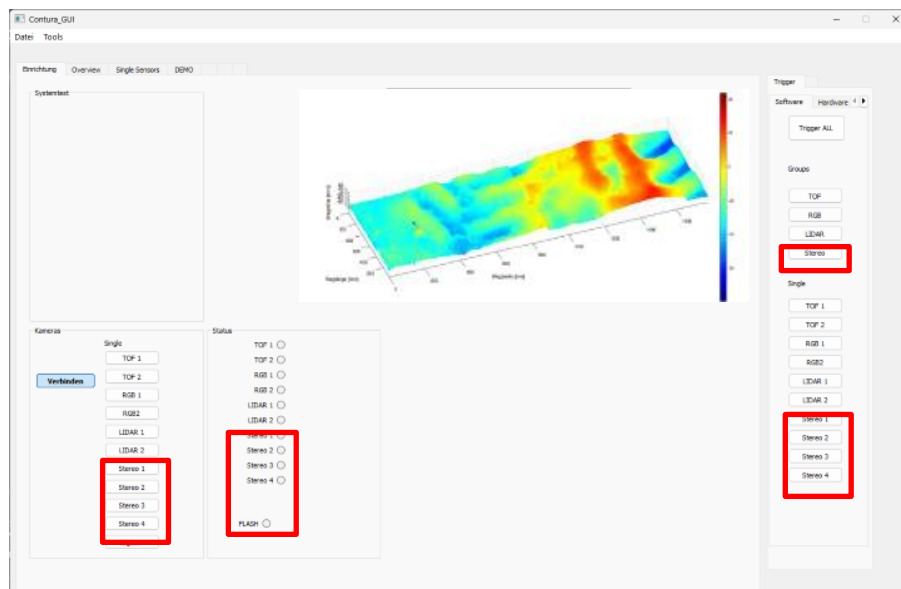 Contura_GUI
Datei Tools
Einrichtung Overview Single Sensors DEMO
Systemtest
Trigger
Software Hardware
Trigger ALL
Groups
TOF
RGB
LIDAR
Stereo
Single
TOF 1
TOF 2
RGB 1
RGB2
LIDAR 1
LIDAR 2
Stereo 1
Stereo 2
Stereo 3
Stereo 4
Kameras
Single
Verbinden
TOF 1
TOF 2
RGB 1
RGB2
LIDAR 1
LIDAR 2
Stereo 1
Stereo 2
Stereo 3
Stereo 4
Status
TOF 1
TOF 2
RGB 1
RGB 2
LIDAR 1
LIDAR 2
Stereo 1
Stereo 2
Stereo 3
Stereo 4
FLASH